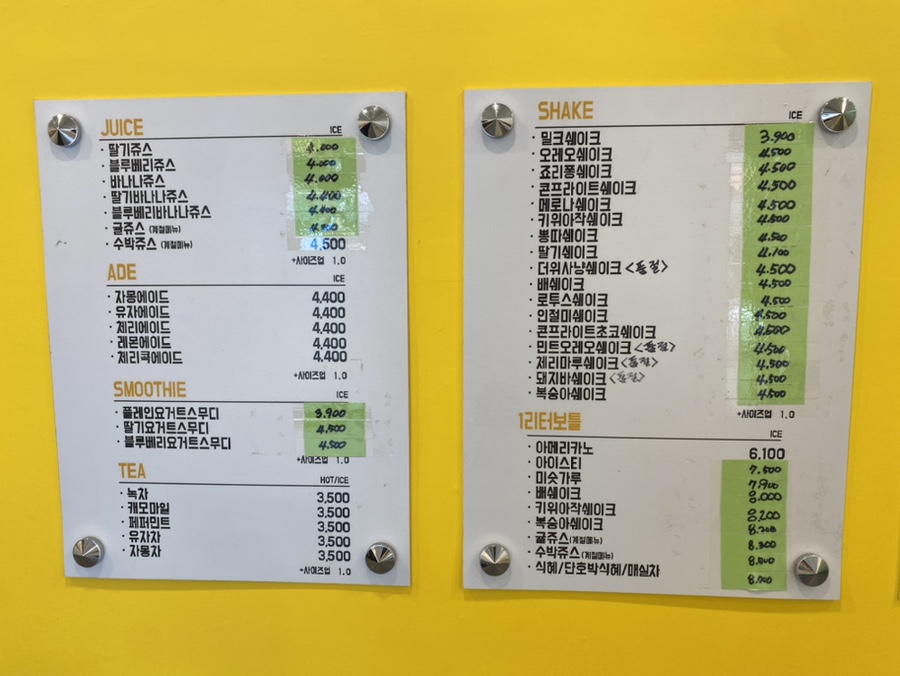 JUICE
ICE
· 딸기쥬스 4.000
· 블루베리쥬스 4.000
· 바나나쥬스 4.000
· 딸기바나나쥬스 4.400
· 블루베리바나나쥬스 4.400
· 귤쥬스 (계절메뉴)
· 수박쥬스 (계절메뉴) 4,500
+사이즈업 1.0
ADE
ICE
· 자몽에이드 4,400
· 유자에이드 4,400
· 체리에이드 4,400
· 레몬에이드 4,400
· 체리콕에이드 4,400
+사이즈업 1.0
SMOOTHIE
ICE
· 플레인요거트스무디 3,900
· 딸기요거트스무디 4,500
· 블루베리요거트스무디 4,500
+사이즈업 1.0
TEA
HOT/ICE
· 녹차 3,500
· 캐모마일 3,500
· 페퍼민트 3,500
· 유자차 3,500
· 자몽차 3,500
+사이즈업 1.0
SHAKE
ICE
· 밀크쉐이크 3.900
· 오레오쉐이크 4.500
· 죠리퐁쉐이크 4.500
· 콘프라이트쉐이크 4.500
· 메로나쉐이크 4.500
· 키위아작쉐이크 4.500
· 뽕따쉐이크 4.500
· 딸기쉐이크
· 더위사냥쉐이크 <품절> 4.500
· 배쉐이크 4.500
· 로투스쉐이크 4.500
· 인절미쉐이크 4.500
· 콘프라이트초코쉐이크 4.500
· 민트오레오쉐이크 <품절> 4.500
· 제리마루쉐이크 <품절> 4,500
· 돼지바쉐이크 <품절> 4,500
· 복숭아쉐이크 4.500
+사이즈업 1.0
1리터보틀
ICE
· 아메리카노 6,100
· 아이스티 7.500
· 미숫가루 7.900
· 배쉐이크 8.000
· 키위아작쉐이크 8.200
· 복숭아쉐이크 8.200
· 귤쥬스 (계절메뉴) 8.300
· 수박쥬스 (계절메뉴) 8.000
· 식혜/단호박식혜/매실차 8.000